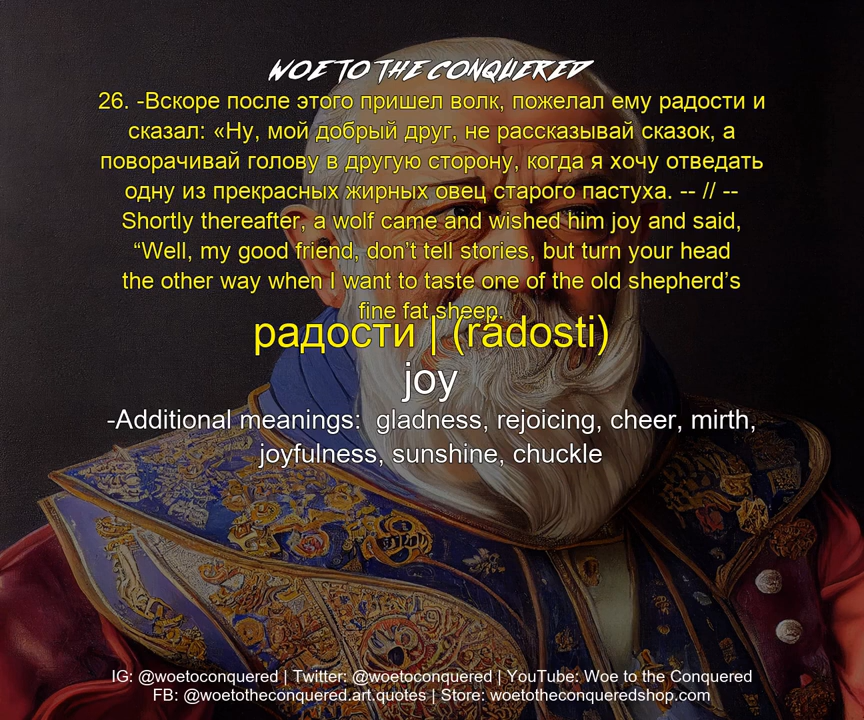 WOE TO THE CONQUERED
26. -Вскоре после этого пришел волк, пожелал ему радости и
сказал: «Ну, мой добрый друг, не рассказывай сказок, а
поворачивай голову в другую сторону, когда я хочу отведать
одну из прекрасных жирных овец старого пастуха. -- // --
Shortly thereafter, a wolf came and wished him joy and said,
“Well, my good friend, don’t tell stories, but turn your head
the other way when I want to taste one of the old shepherd’s
fine fat sheep.
радости | (rádosti)
joy
-Additional meanings:  gladness, rejoicing, cheer, mirth,
joyfulness, sunshine, chuckle
IG: @woetoconquered | Twitter: @woetoconquered | YouTube: Woe to the Conquered
FB: @woetotheconquered.art.quotes | Store: woetotheconqueredshop.com